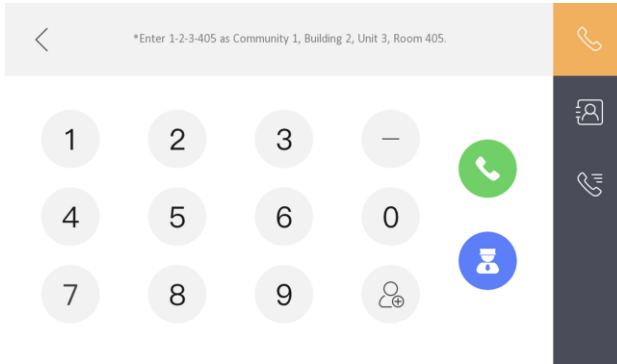 *Enter 1-2-3-405 as Community 1, Building 2, Unit 3, Room 405.
1 2 3 —
4 5 6 0
7 8 9